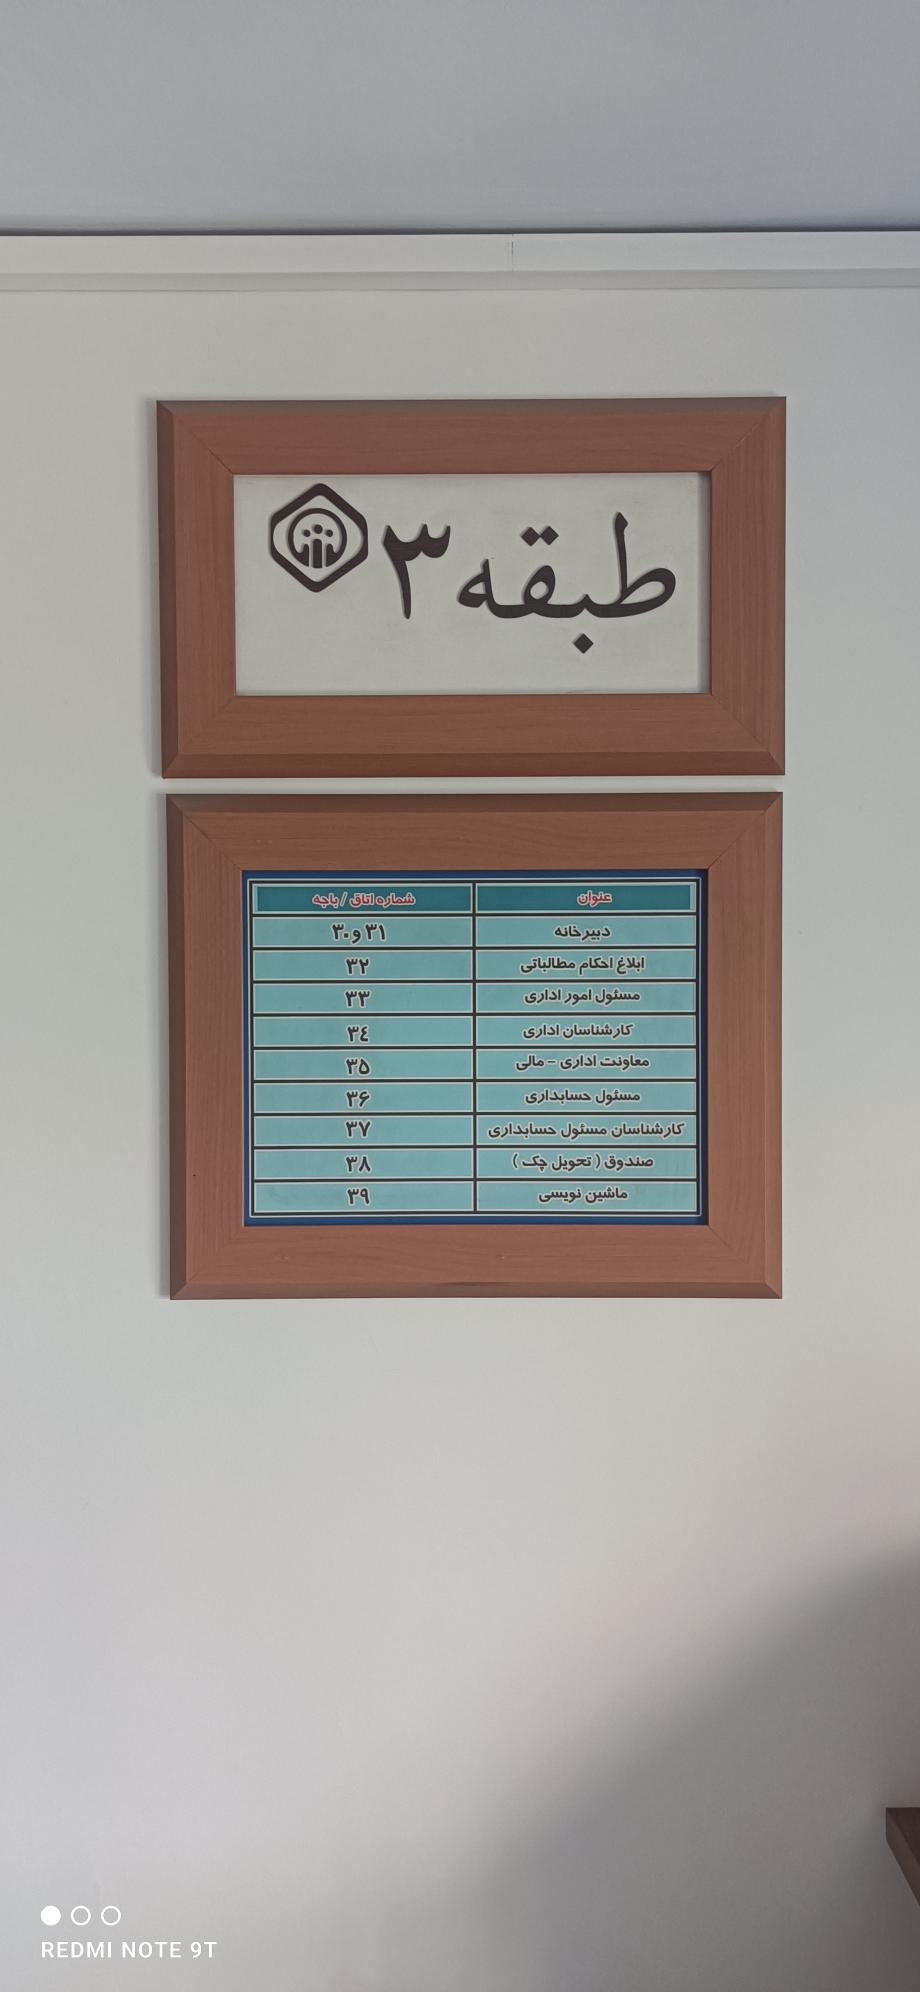 طبقه ۳
عنوان شماره اتاق / باجه
دبیرخانه ۳۱ و ۳۰
ابلاغ احکام مطالباتی ۳۲
مسئول امور اداری ۳۳
کارشناسان اداری ۳٤
معاونت اداری - مالی ۳۵
مسئول حسابداری ۳۶
کارشناسان مسئول حسابداری ۳۷
صندوق ( تحویل چک ) ۳۸
ماشین نویسی ۳۹
REDMI NOTE 9T